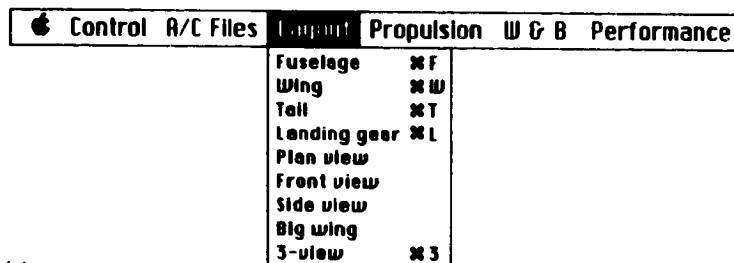 Control A/C Files Layout Propulsion W & B Performance
Fuselage ⌘F
Wing ⌘W
Tail ⌘T
Landing gear ⌘L
Plan view
Front view
Side view
Big wing
3-view ⌘3